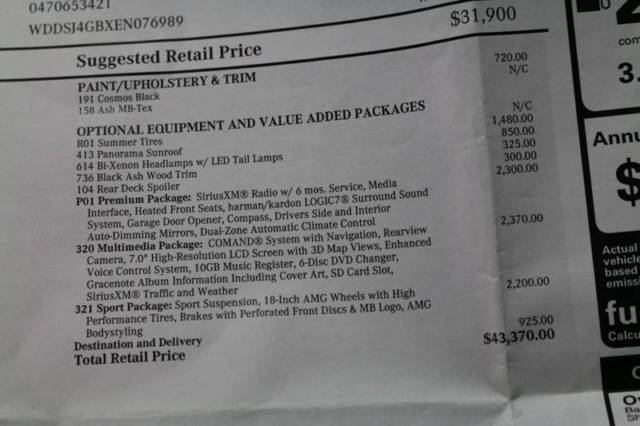 0470653421
WDDSJ4GBXEN076989
Suggested Retail Price $31,900
PAINT/UPHOLSTERY & TRIM
191 Cosmos Black 720.00
158 Ash MB-Tex N/C
OPTIONAL EQUIPMENT AND VALUE ADDED PACKAGES
R01 Summer Tires N/C
413 Panorama Sunroof 1,480.00
614 Bi-Xenon Headlamps w/ LED Tail Lamps 850.00
736 Black Ash Wood Trim 325.00
104 Rear Deck Spoiler 300.00
P01 Premium Package: SiriusXM® Radio w/ 6 mos. Service, Media 2,300.00
Interface, Heated Front Seats, harman/kardon LOGIC7® Surround Sound
System, Garage Door Opener, Compass, Drivers Side and Interior
Auto-Dimming Mirrors, Dual-Zone Automatic Climate Control
320 Multimedia Package: COMAND® System with Navigation, Rearview 2,370.00
Camera, 7.0" High-Resolution LCD Screen with 3D Map Views, Enhanced
Voice Control System, 10GB Music Register, 6-Disc DVD Changer,
Gracenote Album Information Including Cover Art, SD Card Slot,
SiriusXM® Traffic and Weather
321 Sport Package: Sport Suspension, 18-Inch AMG Wheels with High 2,200.00
Performance Tires, Brakes with Perforated Front Discs & MB Logo, AMG
Bodystyling
Destination and Delivery 925.00
Total Retail Price $43,370.00
com
3.
Annu
$
Actual
vehicle
based
emiss
fu
Calcu